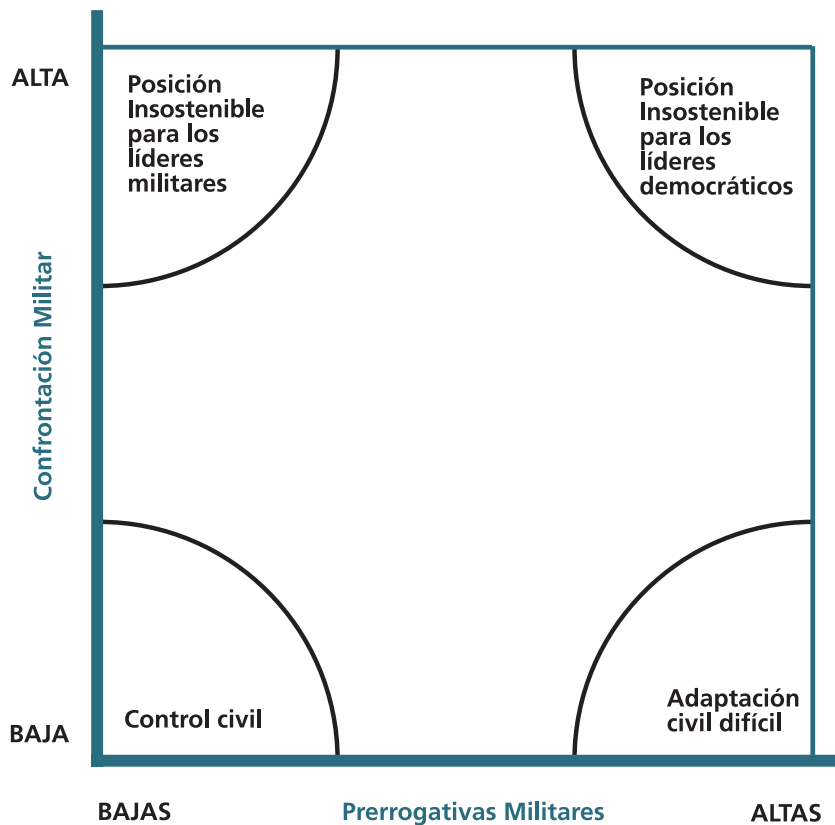 ALTA
Posición
Insostenible
para los
líderes
militares
Posición
Insostenible
para los
líderes
democráticos
Confrontación Militar
Control civil
Adaptación
civil difícil
BAJA
BAJAS
Prerrogativas Militares
ALTAS